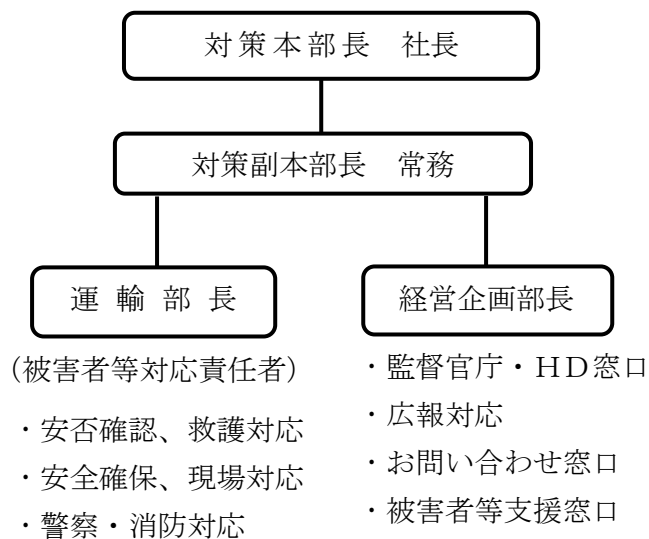 対策本部長　社長
対策副本部長　常務
運輸部長
(被害者等対応責任者)
・安否確認、救護対応
・安全確保、現場対応
・警察・消防対応
経営企画部長
・監督官庁・ＨＤ窓口
・広報対応
・お問い合わせ窓口
・被害者等支援窓口